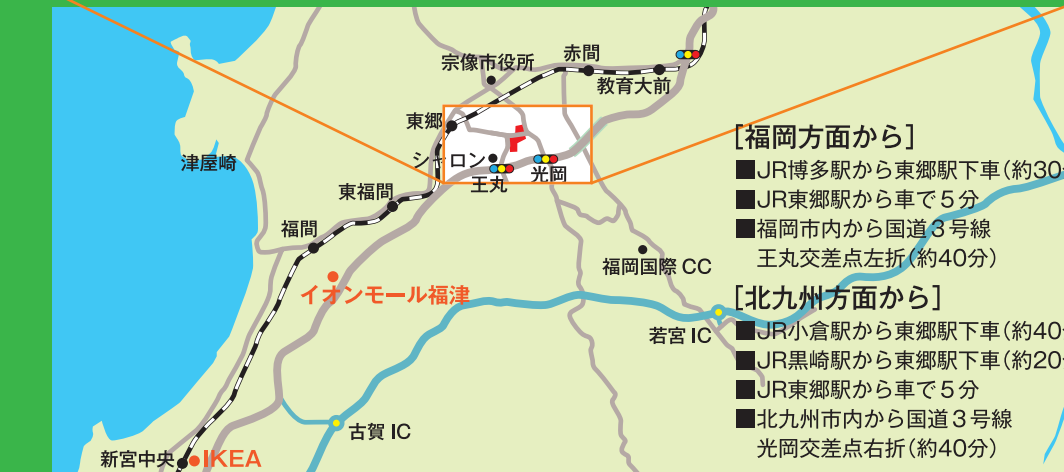 宗像市役所
赤間
教育大前
東郷
シャロン
王丸
光岡
津屋崎
東福間
福間
イオンモール福津
福岡国際 CC
若宮 IC
古賀 IC
新宮中央
IKEA
[福岡方面から]
■JR博多駅から東郷駅下車(約30
■JR東郷駅から車で5分
■福岡市内から国道3号線
王丸交差点左折(約40分)
[北九州方面から]
■JR小倉駅から東郷駅下車(約40
■JR黒崎駅から東郷駅下車(約20
■JR東郷駅から車で5分
■北九州市内から国道3号線
光岡交差点右折(約40分)